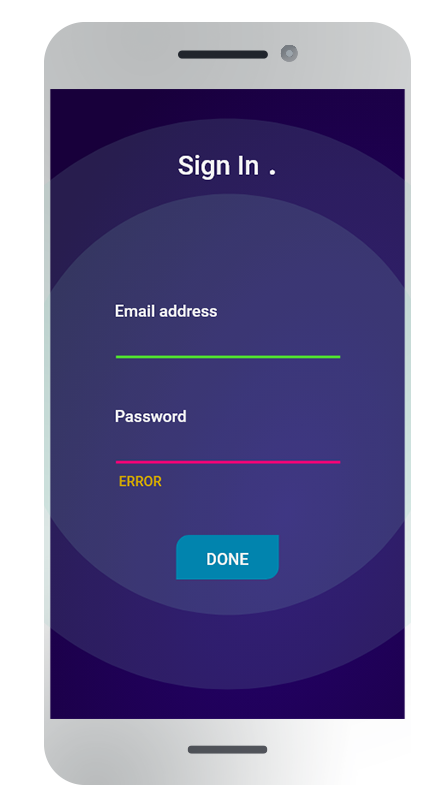 Sign In .
Email address
Password
ERROR
DONE